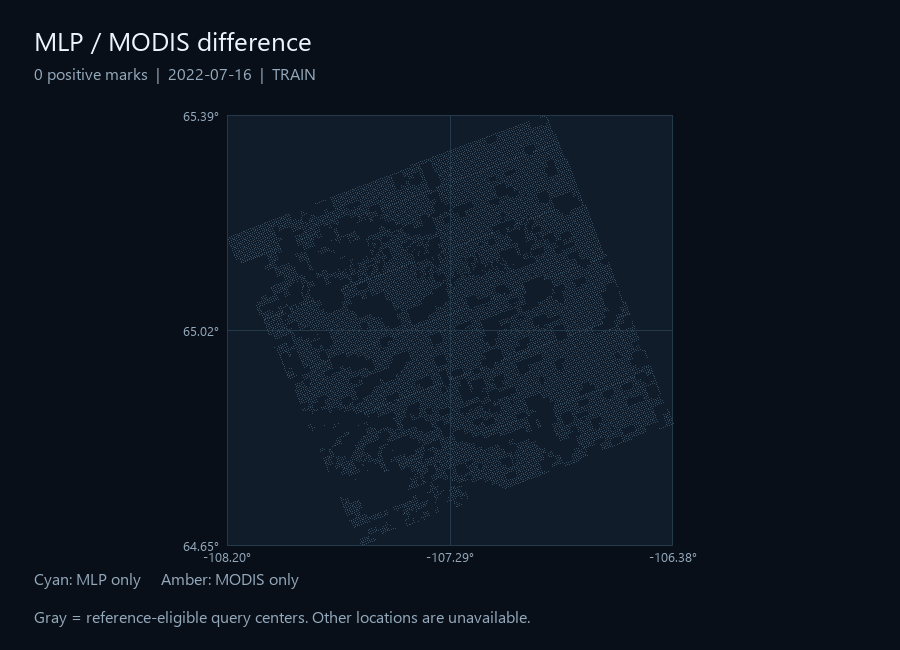 MLP / MODIS difference
0 positive marks | 2022-07-16 | TRAIN
65.39°
65.02°
64.65°
-108.20° -107.29° -106.38°
Cyan: MLP only Amber: MODIS only
Gray = reference-eligible query centers. Other locations are unavailable.